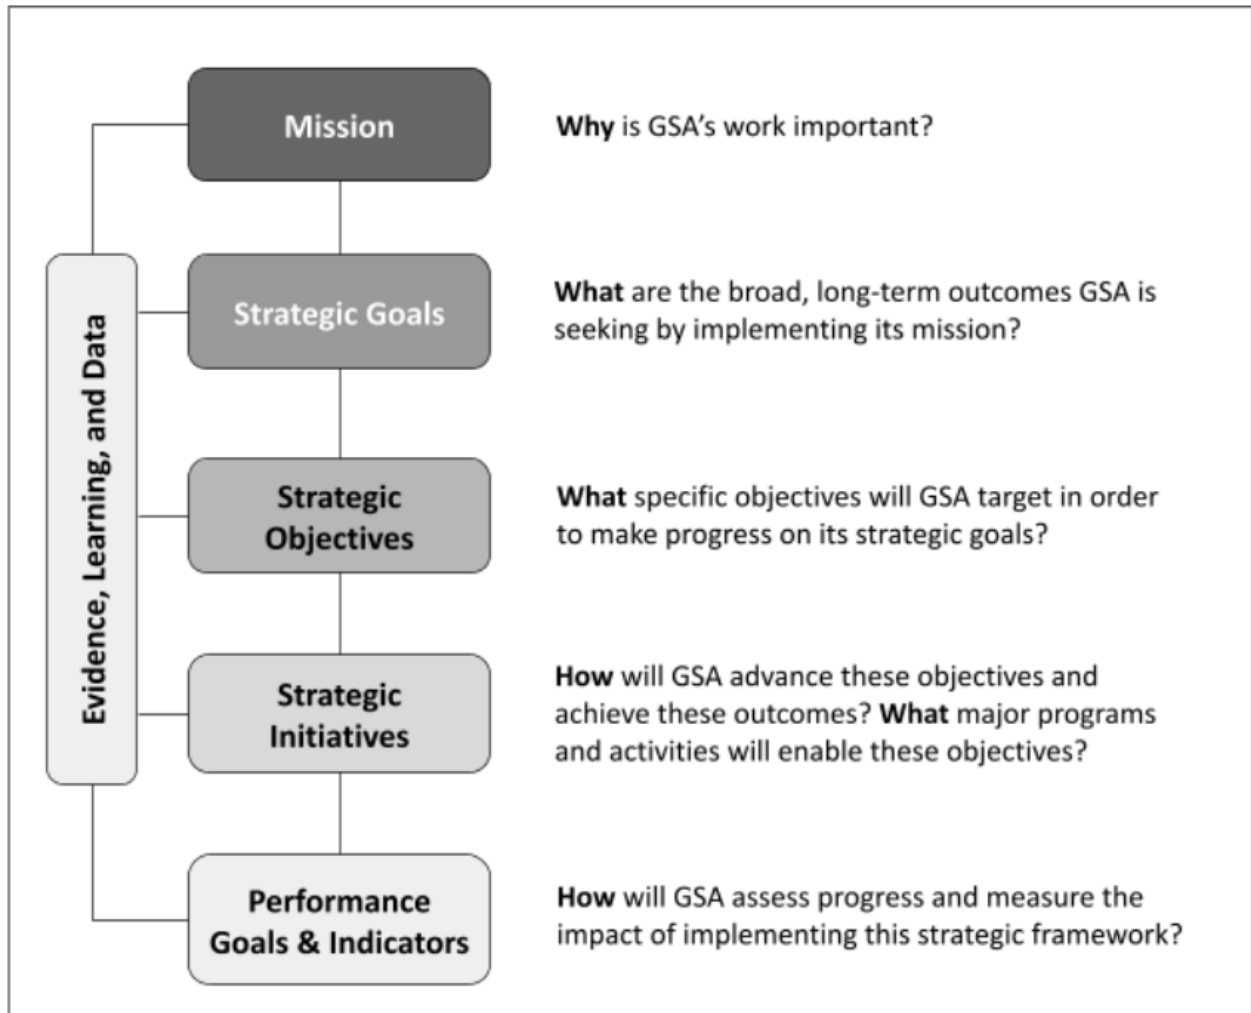 Mission
Why is GSA's work important?
Strategic Goals
What are the broad, long-term outcomes GSA is
seeking by implementing its mission?
Evidence, Learning, and Data
Strategic
Objectives
What specific objectives will GSA target in order
to make progress on its strategic goals?
Strategic
Initiatives
How will GSA advance these objectives and
achieve these outcomes? What major programs
and activities will enable these objectives?
Performance
Goals & Indicators
How will GSA assess progress and measure the
impact of implementing this strategic framework?